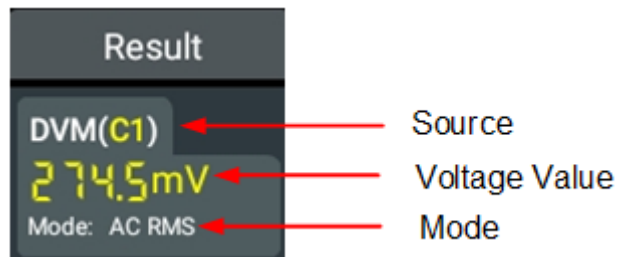 Result
DVM(C1)
Source
274.5mV
Voltage Value
Mode: AC RMS
Mode